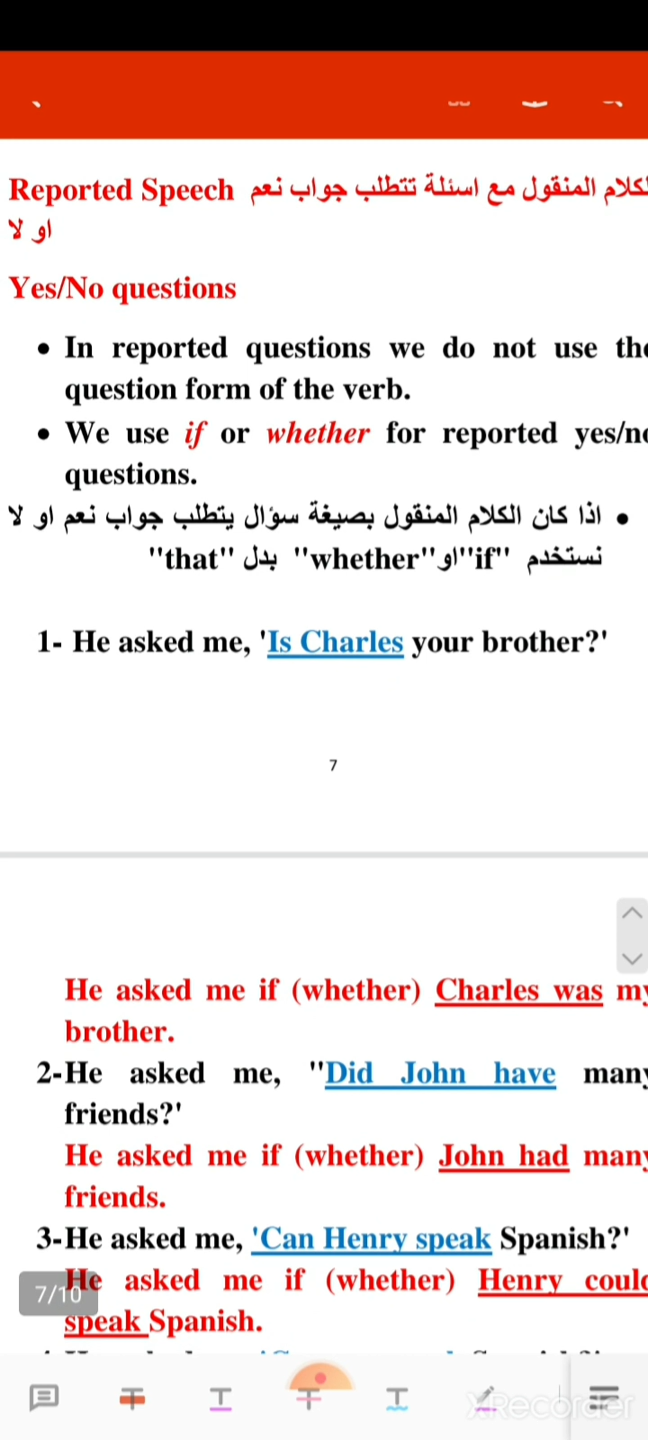 Reported Speech كلام المنقول مع اسئلة تتطلب جواب نعم
او لا
Yes/No questions
• In reported questions we do not use the
question form of the verb.
• We use if or whether for reported yes/no
questions.
• اذا كان الكلام المنقول بصيغة سؤال يتطلب جواب نعم او لا
نستخدم "if"او"whether" بدل "that"
1- He asked me, 'Is Charles your brother?'
7
He asked me if (whether) Charles was my
brother.
2-He asked me, "Did John have many
friends?'
He asked me if (whether) John had many
friends.
3-He asked me, 'Can Henry speak Spanish?'
He asked me if (whether) Henry could
7/10
speak Spanish.
XRecorder